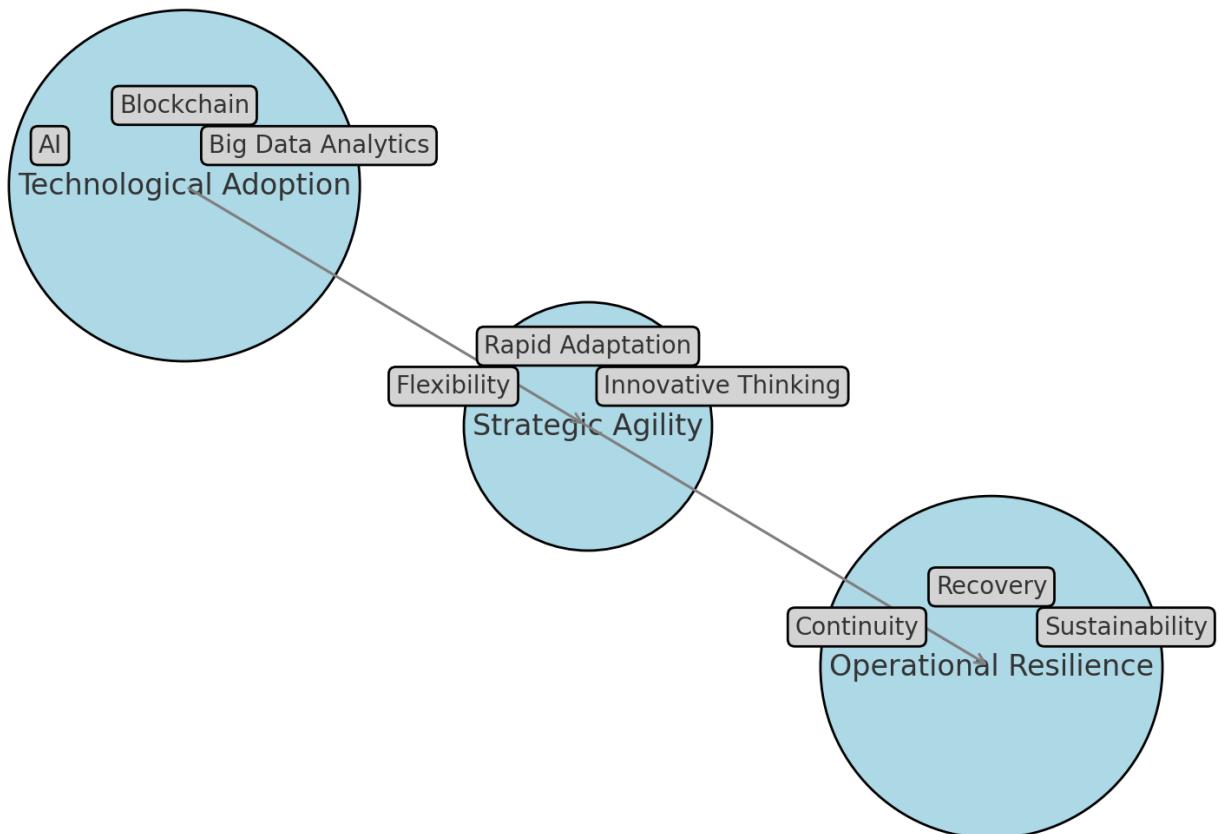 Blockchain
AI
Big Data Analytics
Technological Adoption
Rapid Adaptation
Flexibility
Innovative Thinking
Strategic Agility
Recovery
Continuity
Sustainability
Operational Resilience